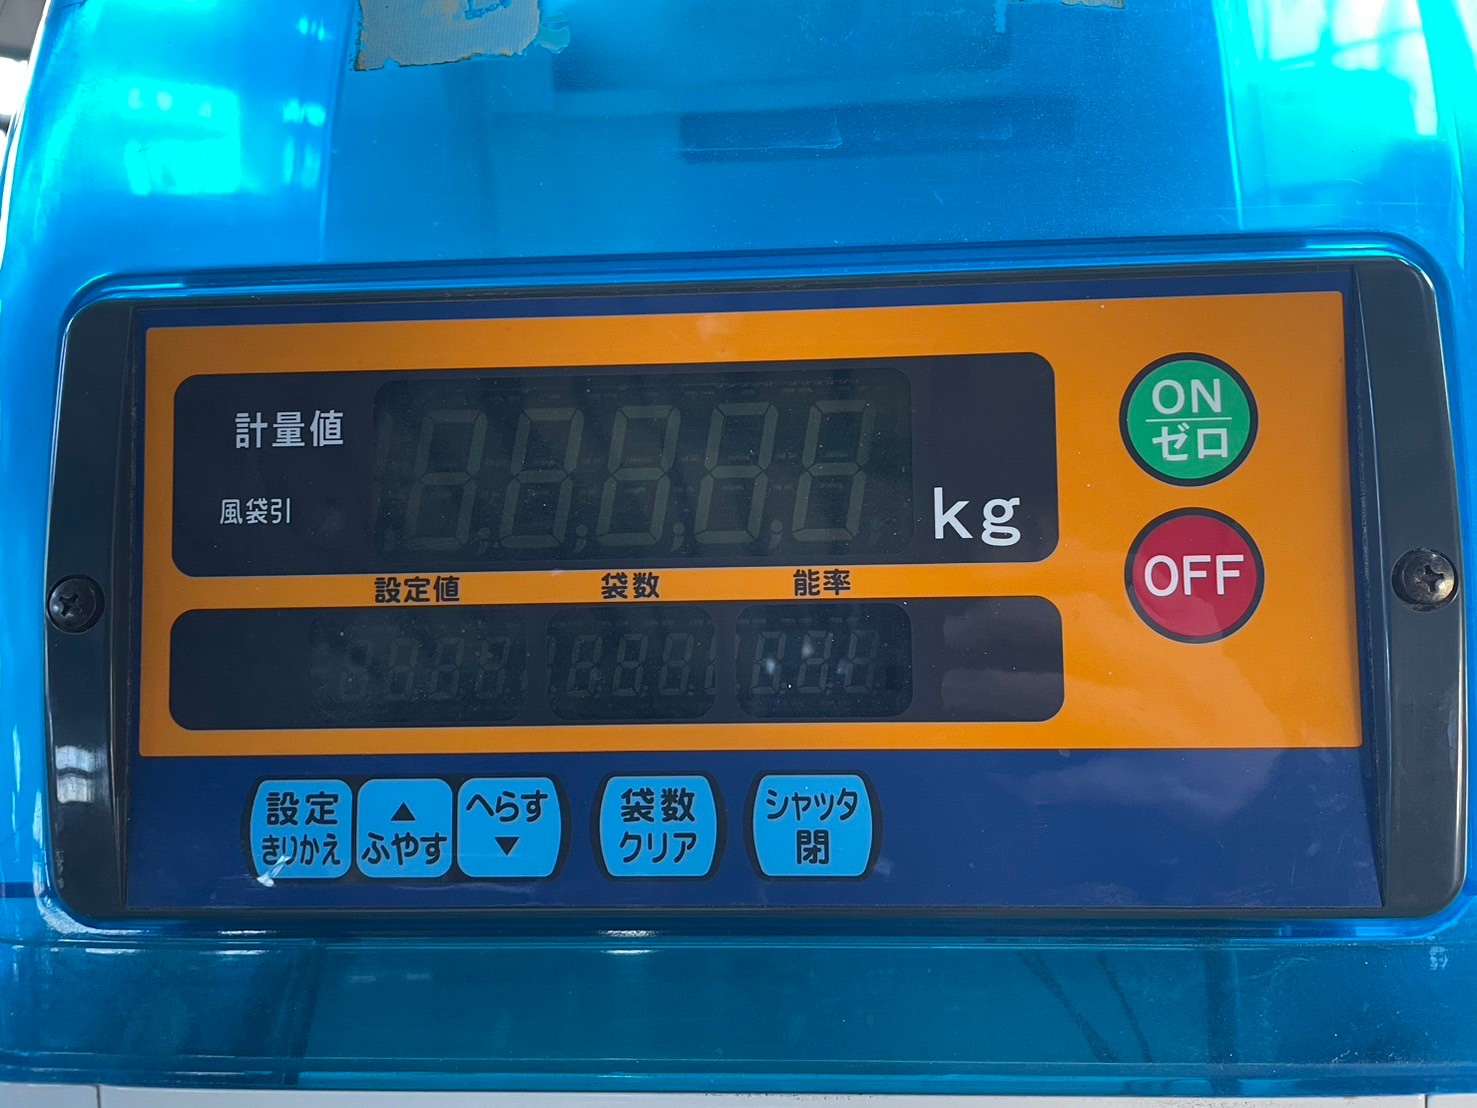 計量値
風袋引
kg
ON
ゼロ
OFF
設定値 袋数 能率
設定
きりかえ
▲
ふやす
へらす
▼
袋数
クリア
シャッタ
閉